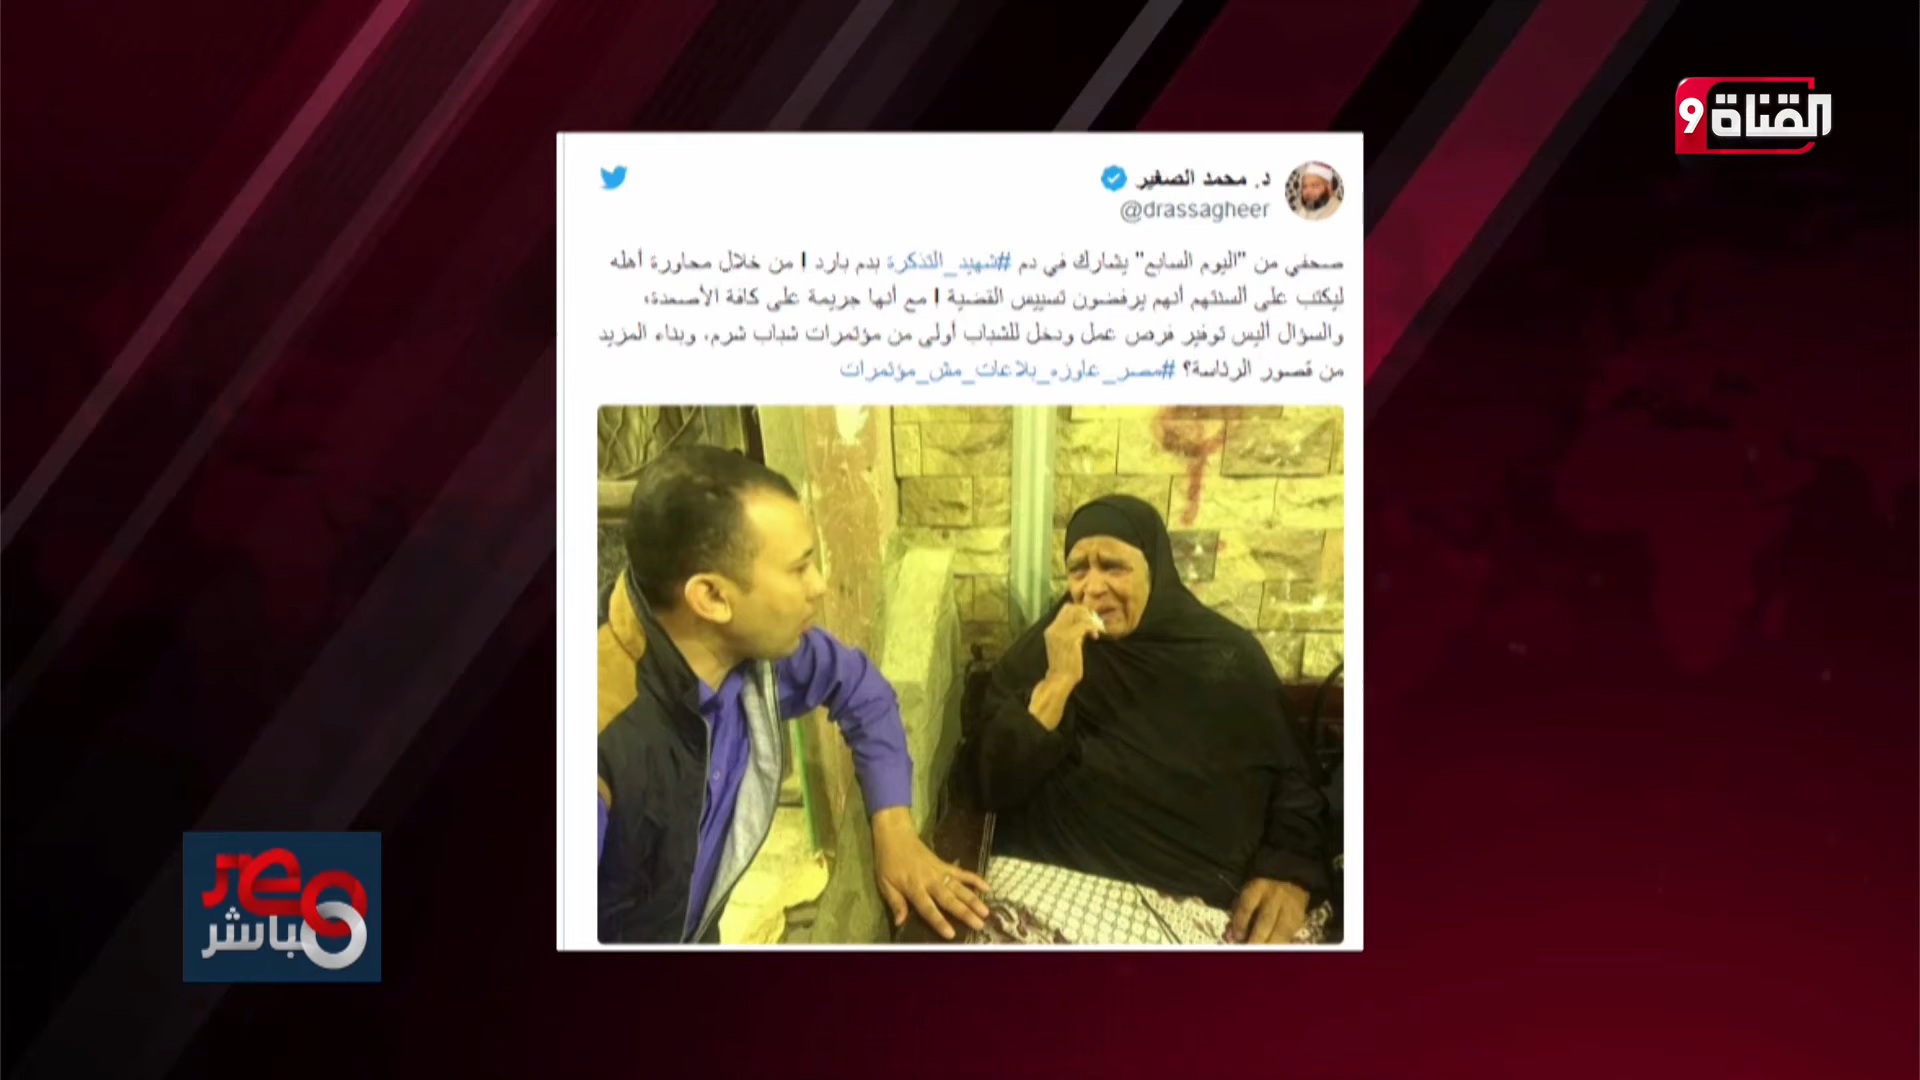 القناة 9
د. محمد الصغير
@drassagheer
صحفي من "اليوم السابع" يشارك في دم #شهيد_التذكرة بدم بارد ! من خلال محاورة أهله
ليكتب على ألسنتهم أنهم يرفضون تسييس القضية ! مع أنها جريمة على كافة الأصعدة،
والسؤال أليس توفير فرص عمل ودخل للشباب أولى من مؤتمرات شباب شرم، وبناء المزيد
من قصور الرئاسة؟ #مصر_عاوزه_بلاعات_مش_مؤتمرات
مصر
مباشر